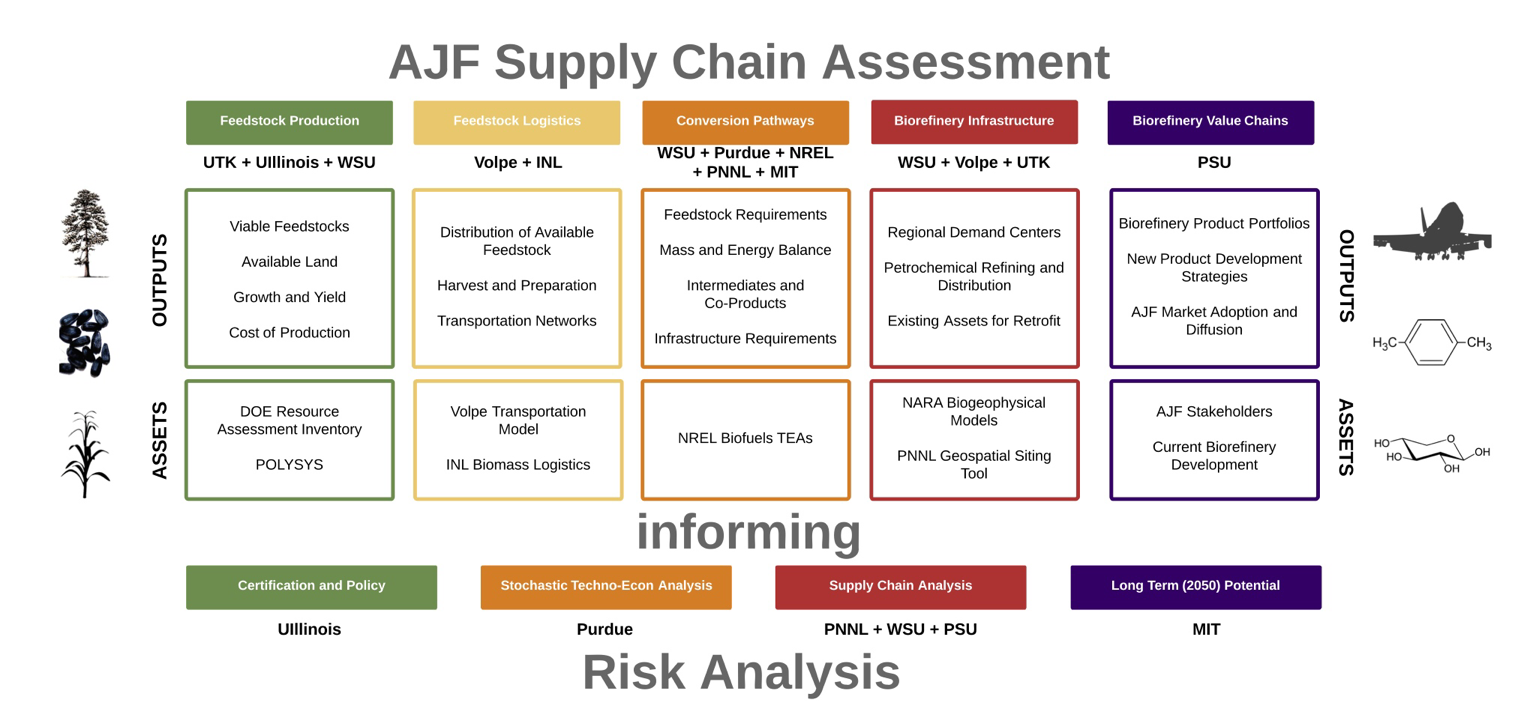 AJF Supply Chain Assessment
Feedstock Production
Feedstock Logistics
Conversion Pathways
Biorefinery Infrastructure
Biorefinery Value Chains
UTK + UIllinois + WSU
Volpe + INL
WSU + Purdue + NREL
+ PNNL + MIT
WSU + Volpe + UTK
PSU
OUTPUTS
Viable Feedstocks
Available Land
Growth and Yield
Cost of Production
Distribution of Available
Feedstock
Harvest and Preparation
Transportation Networks
Feedstock Requirements
Mass and Energy Balance
Intermediates and
Co-Products
Infrastructure Requirements
Regional Demand Centers
Petrochemical Refining and
Distribution
Existing Assets for Retrofit
Biorefinery Product Portfolios
New Product Development
Strategies
AJF Market Adoption and
Diffusion
OUTPUTS
H₃C
CH₃
ASSETS
DOE Resource
Assessment Inventory
POLYSYS
Volpe Transportation
Model
INL Biomass Logistics
NREL Biofuels TEAs
NARA Biogeophysical
Models
PNNL Geospatial Siting
Tool
AJF Stakeholders
Current Biorefinery
Development
ASSETS
HO
O
HO
OH
OH
informing
Certification and Policy
Stochastic Techno-Econ Analysis
Supply Chain Analysis
Long Term (2050) Potential
UIllinois
Purdue
PNNL + WSU + PSU
MIT
Risk Analysis